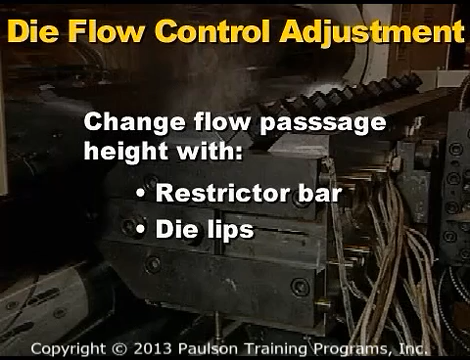 Die Flow Control Adjustment
Change flow passsage
height with:
• Restrictor bar
• Die lips
Copyright © 2013 Paulson Training Programs, Inc.